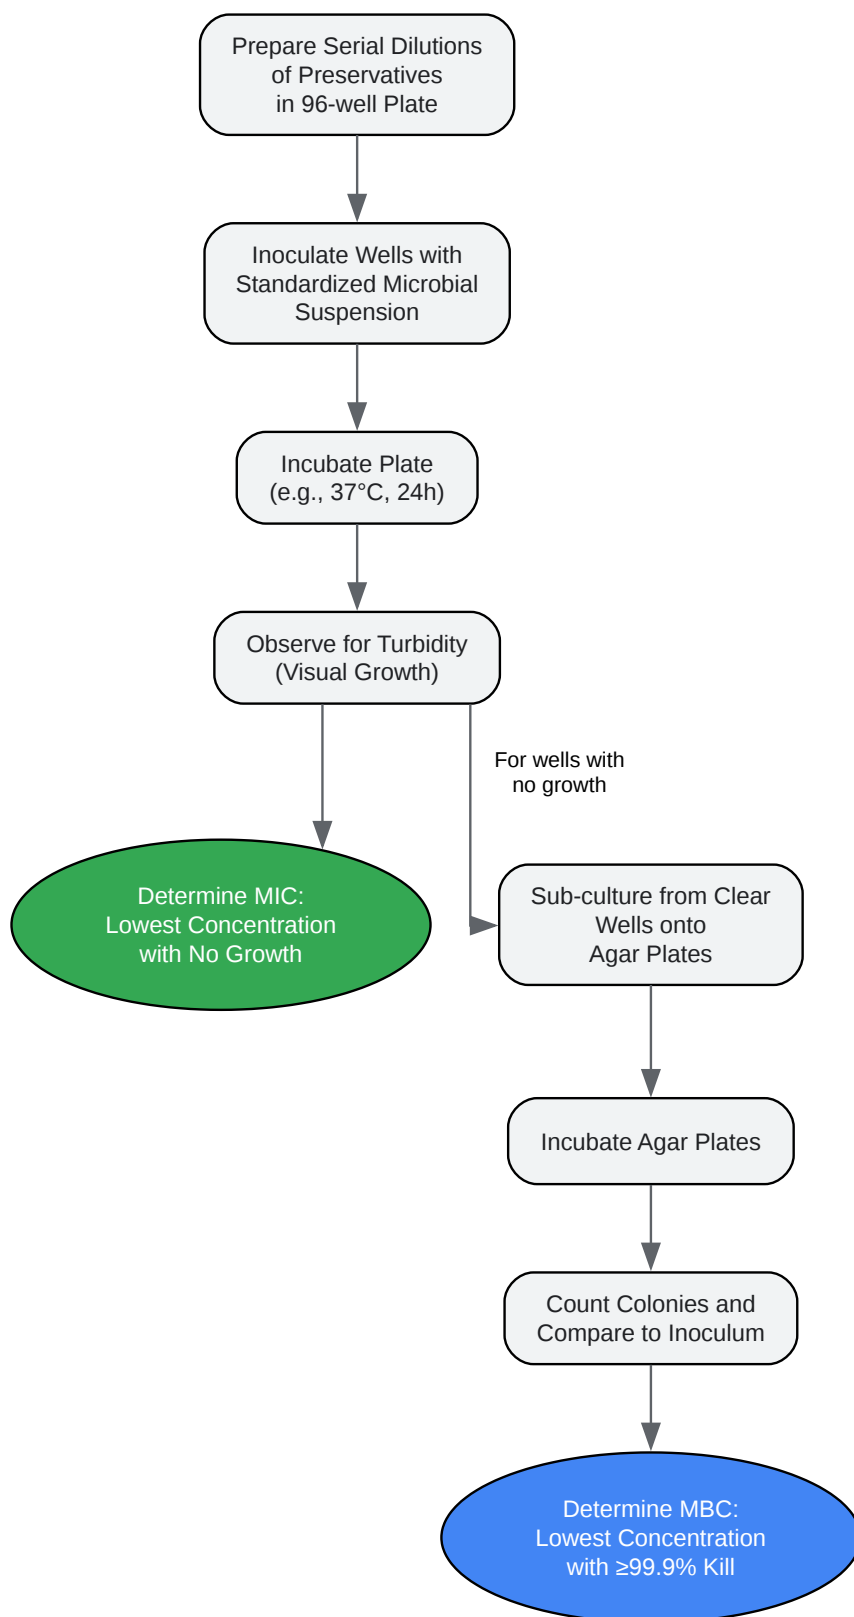 Prepare Serial Dilutions
of Preservatives
in 96-well Plate
Inoculate Wells with
Standardized Microbial
Suspension
Incubate Plate
(e.g., 37°C, 24h)
Observe for Turbidity
(Visual Growth)
For wells with
no growth
Determine MIC:
Lowest Concentration
with No Growth
Sub-culture from Clear
Wells onto
Agar Plates
Incubate Agar Plates
Count Colonies and
Compare to Inoculum
Determine MBC:
Lowest Concentration
with ≥99.9% Kill